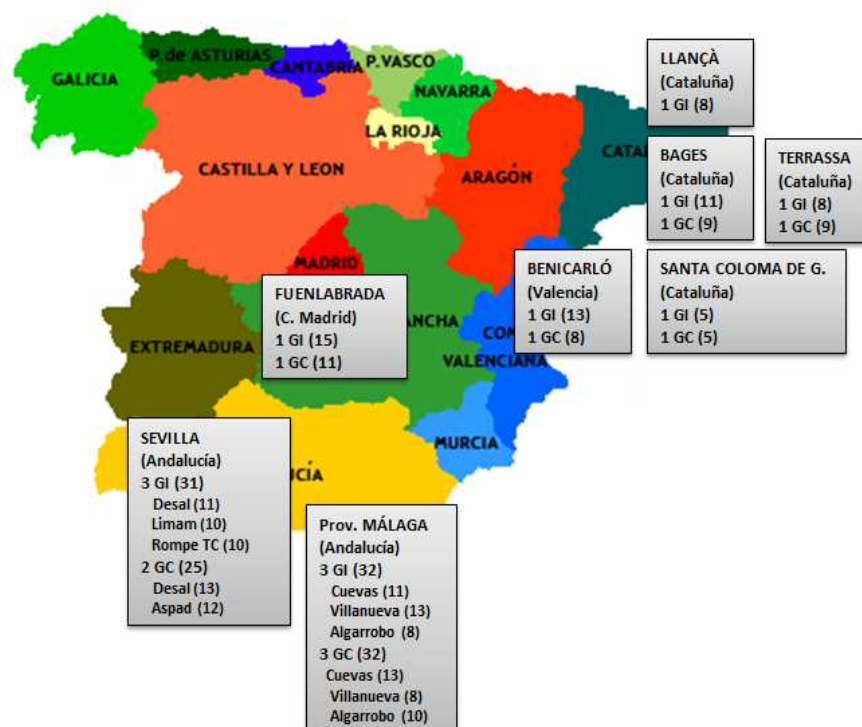 P. de ASTURIAS
CANTABRIA
P.VASCO
GALICIA
NAVARRA
LA RIOJA
CASTILLA Y LEON
ARAGÓN
CATAL
MADRID
ANCHA
EXTREMADURA
COM
VALENCIANA
MURCIA
UCÍA
LLANÇÀ
(Cataluña)
1 GI (8)
BAGES
(Cataluña)
1 GI (11)
1 GC (9)
TERRASSA
(Cataluña)
1 GI (8)
1 GC (9)
BENICARLÓ
(Valencia)
1 GI (13)
1 GC (8)
SANTA COLOMA DE G.
(Cataluña)
1 GI (5)
1 GC (5)
FUENLABRADA
(C. Madrid)
1 GI (15)
1 GC (11)
SEVILLA
(Andalucía)
3 GI (31)
Desal (11)
Limam (10)
Rompe TC (10)
2 GC (25)
Desal (13)
Aspad (12)
Prov. MÁLAGA
(Andalucía)
3 GI (32)
Cuevas (11)
Villanueva (13)
Algarrobo (8)
3 GC (32)
Cuevas (13)
Villanueva (8)
Algarrobo (10)